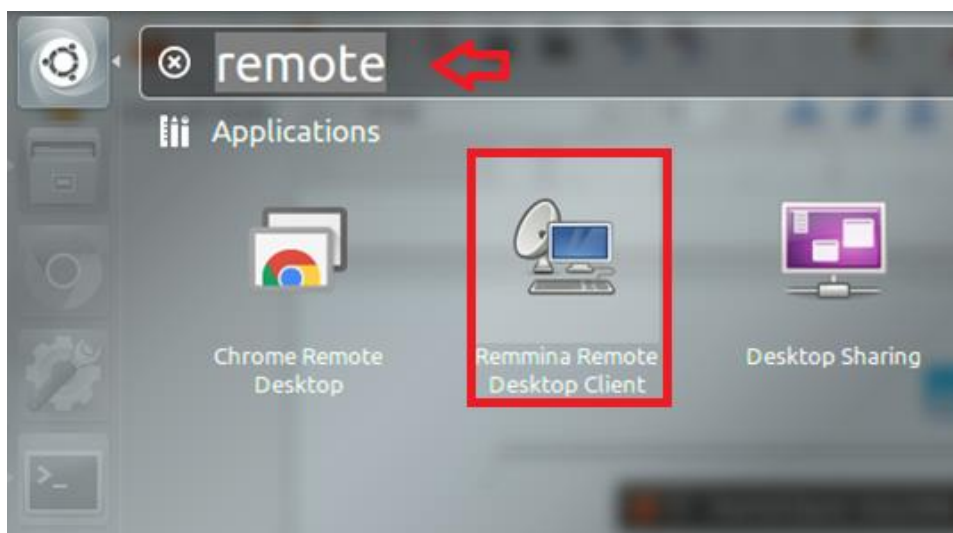 remote
Applications
Chrome Remote
Desktop
Remmina Remote
Desktop Client
Desktop Sharing
>_